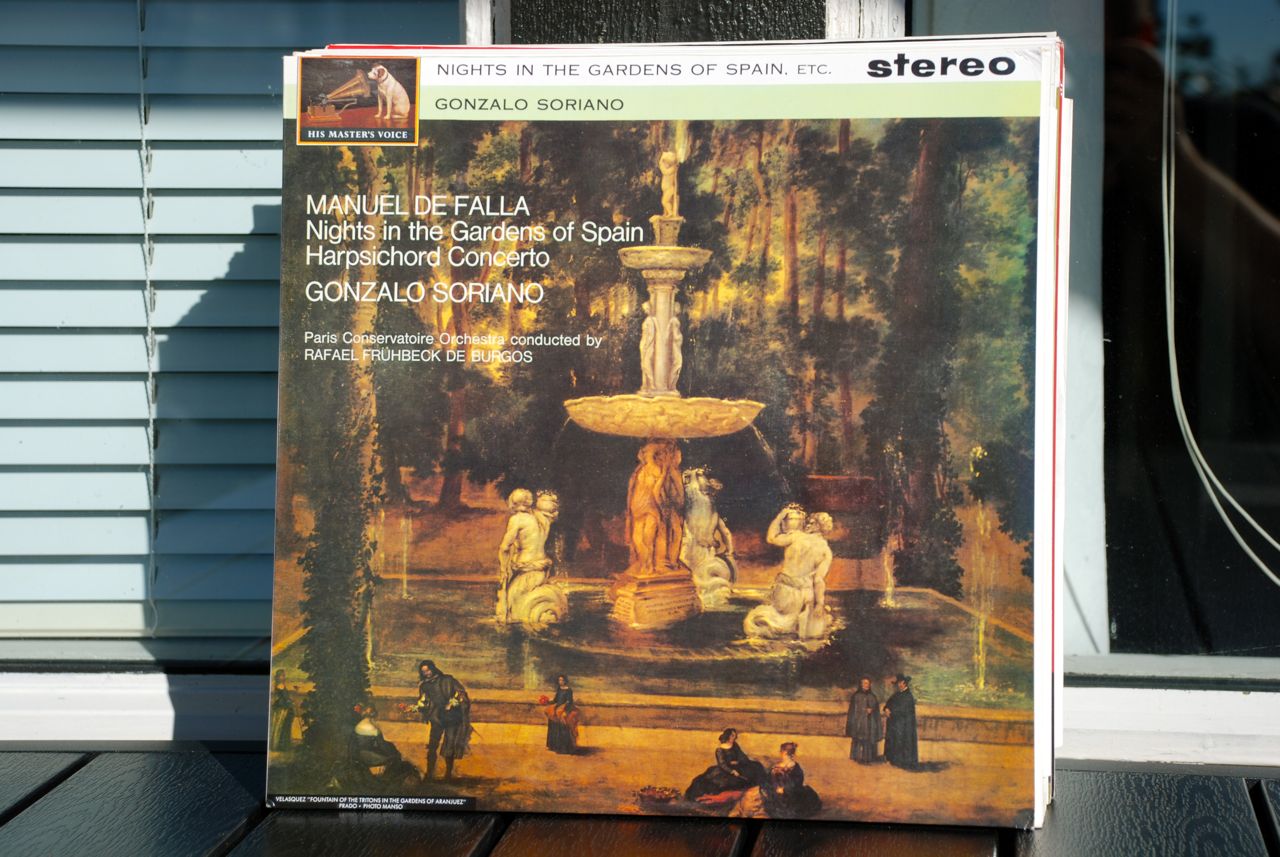 NIGHTS IN THE GARDENS OF SPAIN, ETC.
stereo
GONZALO SORIANO
HIS MASTER'S VOICE
MANUEL DE FALLA
Nights in the Gardens of Spain
Harpsichord Concerto
GONZALO SORIANO
Paris Conservatoire Orchestra conducted by
RAFAEL FRÜHBECK DE BURGOS
VELASQUEZ "FOUNTAIN OF THE TRITONS IN THE GARDENS OF ARANJUEZ"
PRADO • PHOTO MANSO